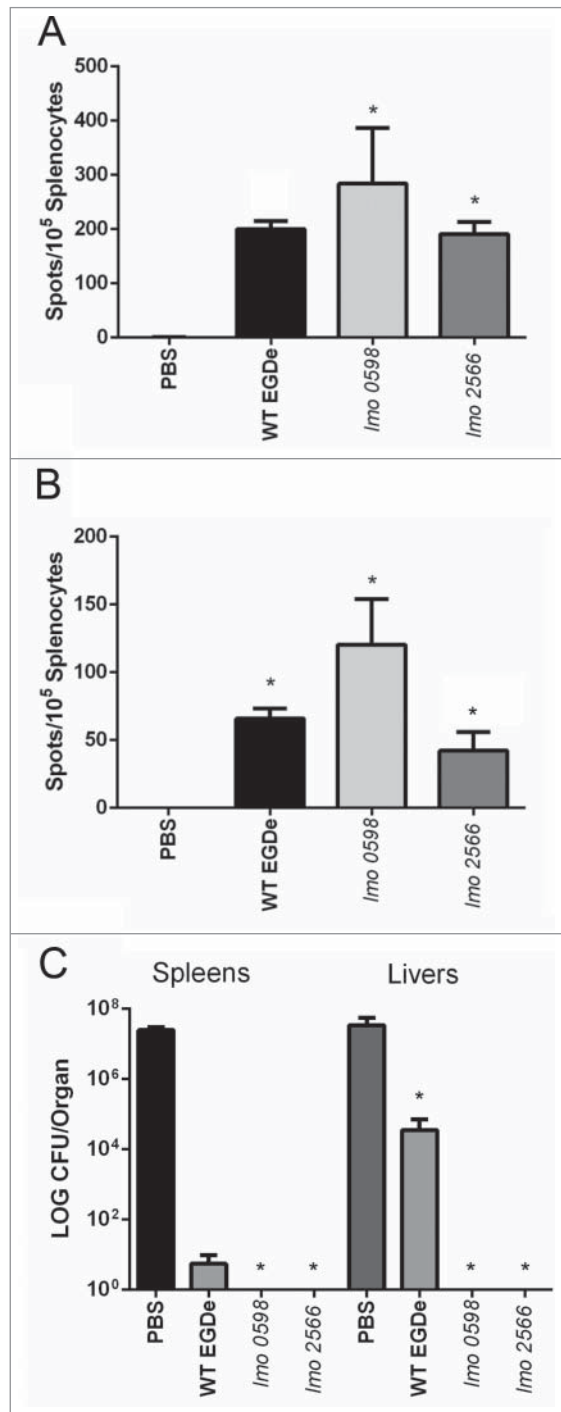 A
Spots/10⁵ Splenocytes
500
400
300
200
100
0
*
*
PBS
WT EGDe
lmo 0598
lmo 2566
B
Spots/10⁵ Splenocytes
200
150
100
50
0
*
*
*
PBS
WT EGDe
lmo 0598
lmo 2566
C
Spleens
Livers
LOG CFU/Organ
10⁸
10⁶
10⁴
10²
10⁰
*
*
*
*
*
PBS
WT EGDe
lmo 0598
lmo 2566
PBS
WT EGDe
lmo 0598
lmo 2566